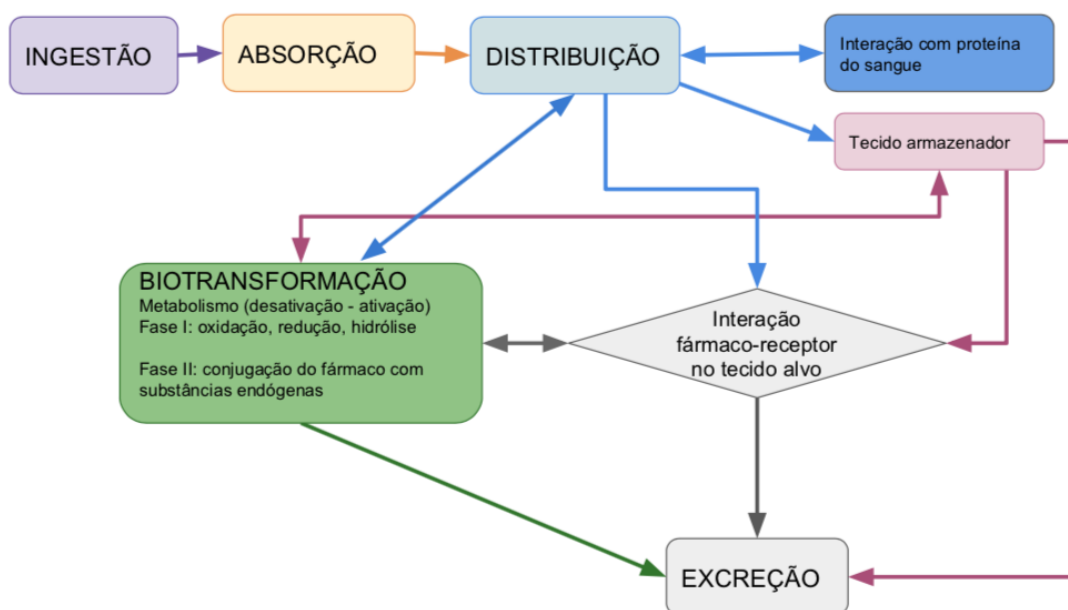 INGESTÃO
ABSORÇÃO
DISTRIBUIÇÃO
Interação com proteína
do sangue
Tecido armazenador
BIOTRANSFORMAÇÃO
Metabolismo (desativação - ativação)
Fase I: oxidação, redução, hidrólise
Fase II: conjugação do fármaco com
substâncias endógenas
Interação
fármaco-receptor
no tecido alvo
EXCREÇÃO